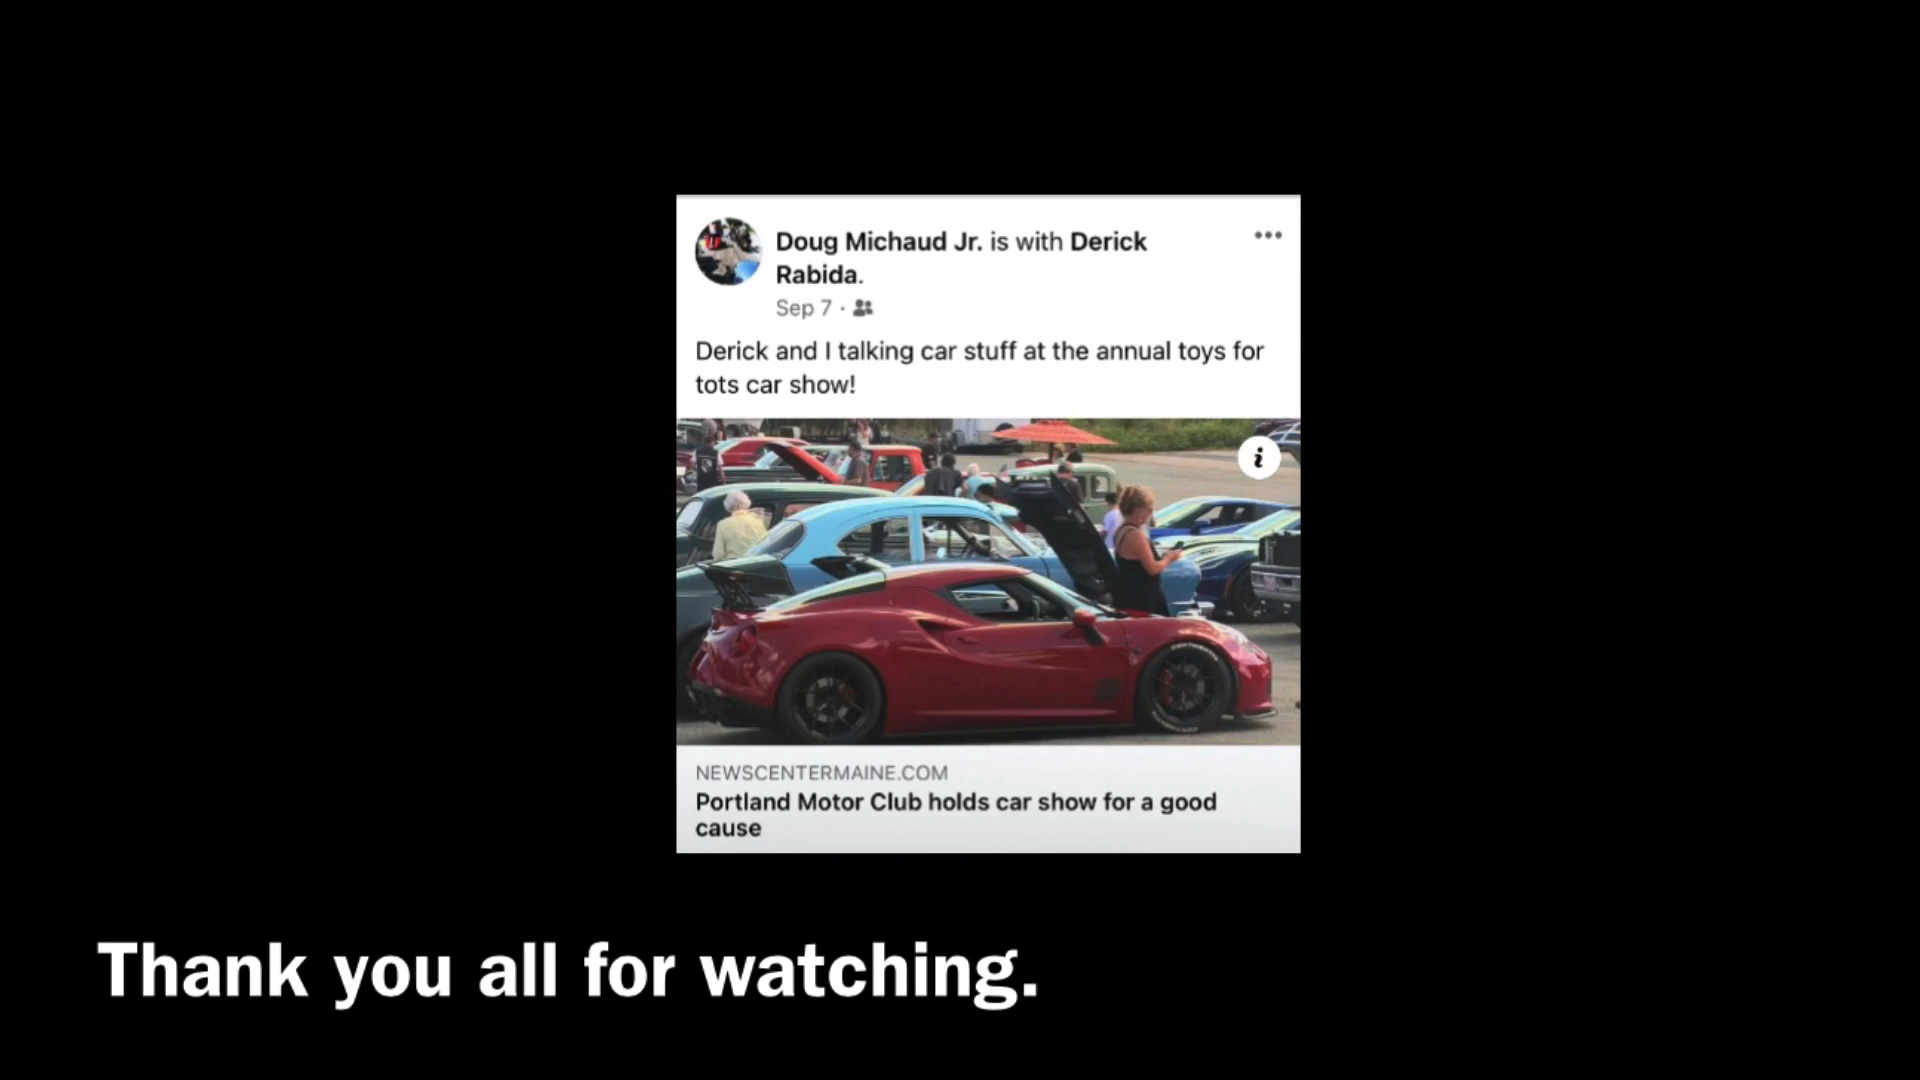 Doug Michaud Jr. is with Derick
Rabida.
Sep 7 ·
Derick and I talking car stuff at the annual toys for
tots car show!
NEWSCENTERMAINE.COM
Portland Motor Club holds car show for a good
cause
Thank you all for watching.